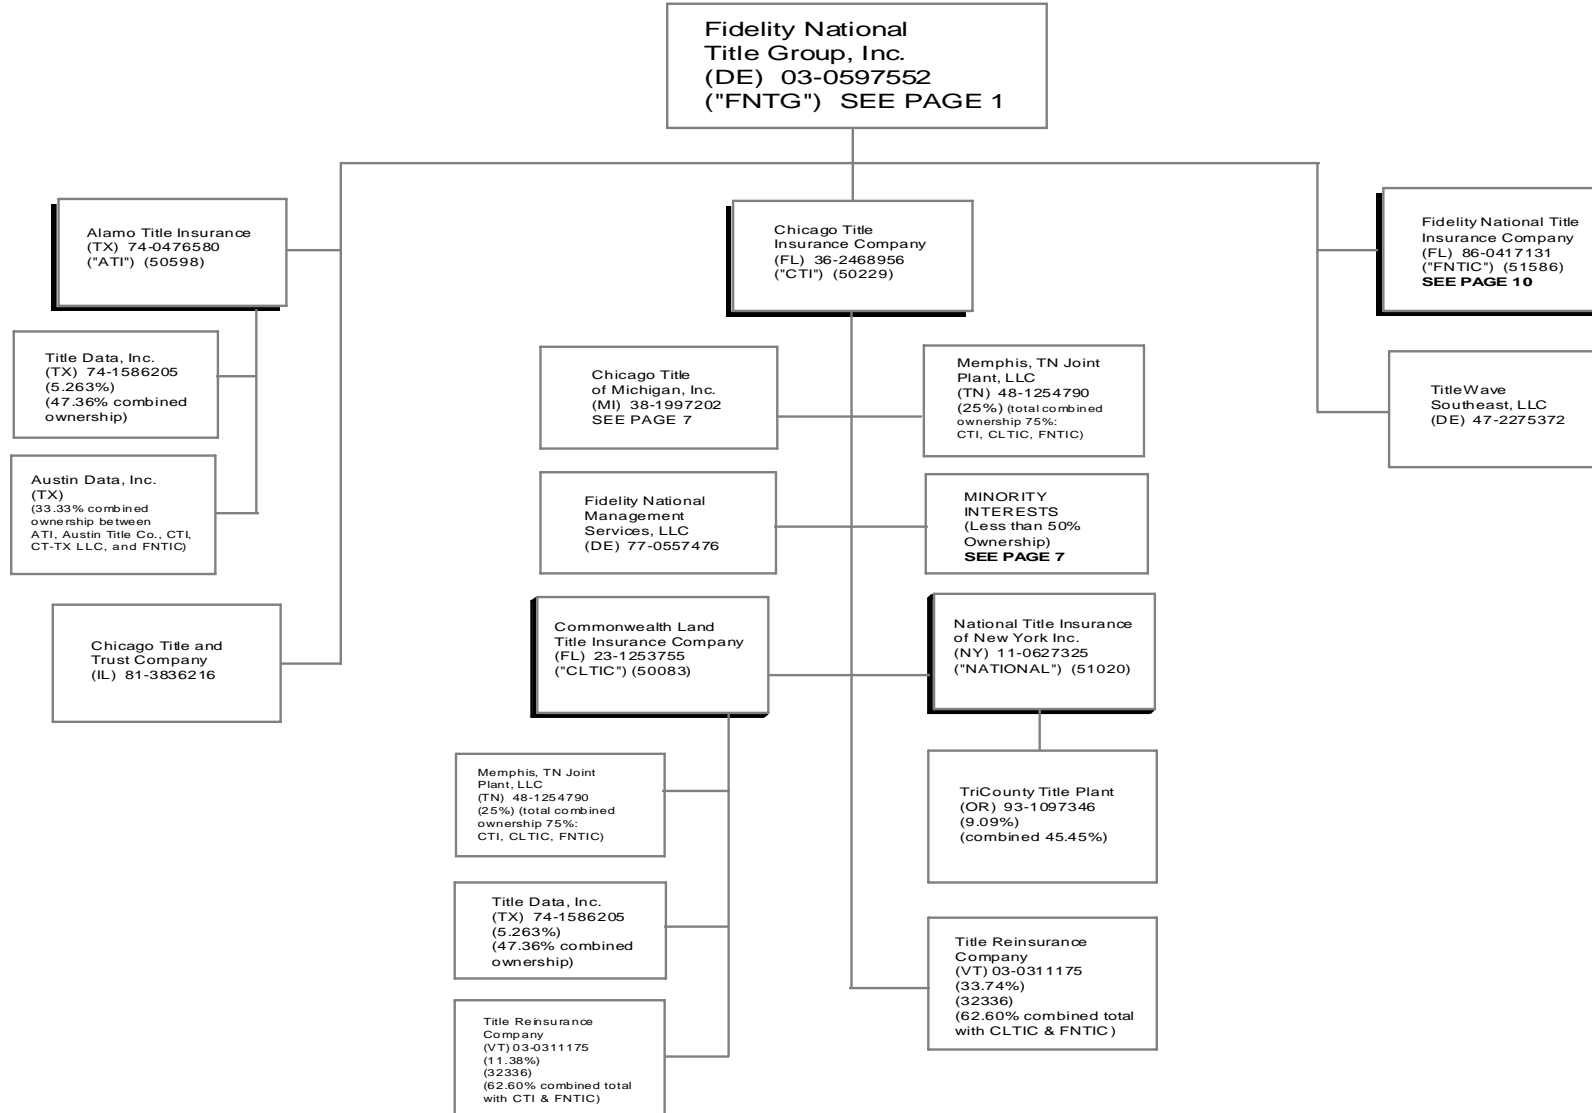 Fidelity National
Title Group, Inc.
(DE) 03-0597552
("FNTG") SEE PAGE 1
Alamo Title Insurance
(TX) 74-0476580
("ATI") (50598)
Chicago Title
Insurance Company
(FL) 36-2468956
("CTI") (50229)
Fidelity National Title
Insurance Company
(FL) 86-0417131
("FNTIC") (51586)
SEE PAGE 10
Title Data, Inc.
(TX) 74-1586205
(5.263%)
(47.36% combined
ownership)
Chicago Title
of Michigan, Inc.
(MI) 38-1997202
SEE PAGE 7
Memphis, TN Joint
Plant, LLC
(TN) 48-1254790
(25%) (total combined
ownership 75%:
CTI, CLTIC, FNTIC)
TitleWave
Southeast, LLC
(DE) 47-2275372
Austin Data, Inc.
(TX)
(33.33% combined
ownership between
ATI, Austin Title Co., CTI,
CT-TX LLC, and FNTIC)
Fidelity National
Management
Services, LLC
(DE) 77-0557476
MINORITY
INTERESTS
(Less than 50%
Ownership)
SEE PAGE 7
Chicago Title and
Trust Company
(IL) 81-3836216
Commonwealth Land
Title Insurance Company
(FL) 23-1253755
("CLTIC") (50083)
National Title Insurance
of New York Inc.
(NY) 11-0627325
("NATIONAL") (51020)
Memphis, TN Joint
Plant, LLC
(TN) 48-1254790
(25%) (total combined
ownership 75%:
CTI, CLTIC, FNTIC)
TriCounty Title Plant
(OR) 93-1097346
(9.09%)
(combined 45.45%)
Title Data, Inc.
(TX) 74-1586205
(5.263%)
(47.36% combined
ownership)
Title Reinsurance
Company
(VT) 03-0311175
(33.74%)
(32336)
(62.60% combined total
with CLTIC & FNTIC)
Title Reinsurance
Company
(VT) 03-0311175
(11.38%)
(32336)
(62.60% combined total
with CTI & FNTIC)